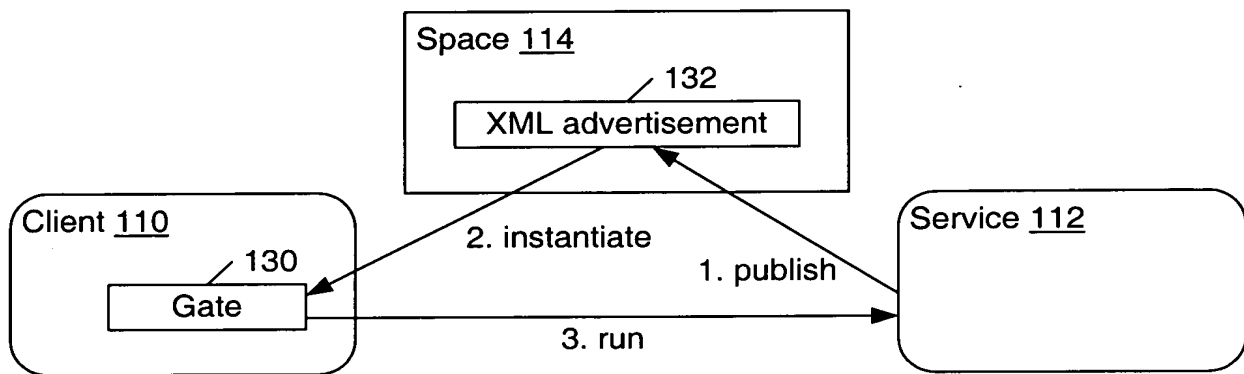 Space 114
132
XML advertisement
Client 110
Service 112
2. instantiate
130
1. publish
Gate
3. run